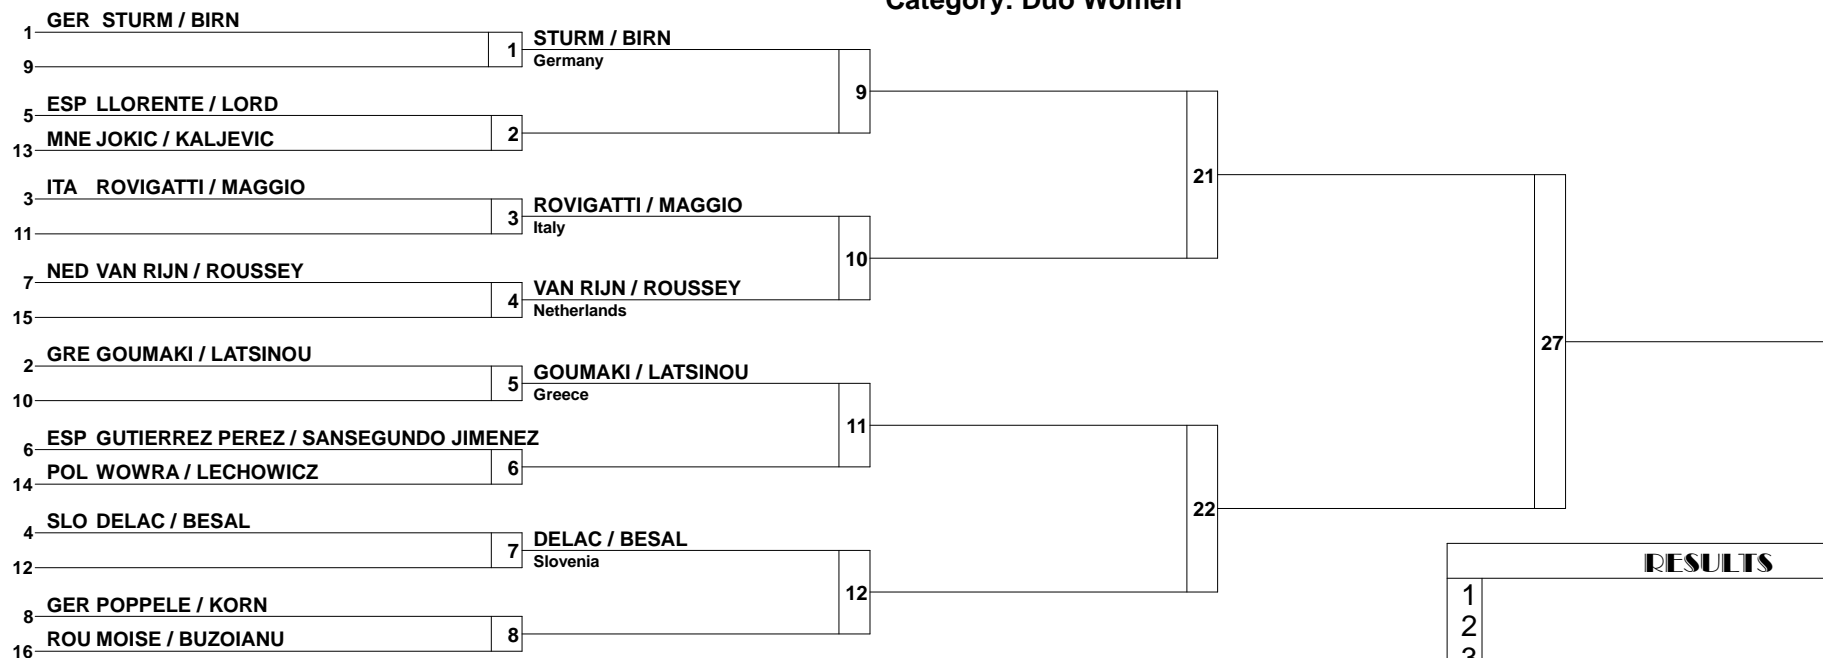 Category: Duo Women
1 GER STURM / BIRN
9
1 STURM / BIRN
Germany
5 ESP LLORENTE / LORD
13 MNE JOKIC / KALJEVIC
2
9
3 ITA ROVIGATTI / MAGGIO
11
3 ROVIGATTI / MAGGIO
Italy
7 NED VAN RIJN / ROUSSEY
15
4 VAN RIJN / ROUSSEY
Netherlands
10
21
2 GRE GOUMAKI / LATSINOU
10
5 GOUMAKI / LATSINOU
Greece
6 ESP GUTIERREZ PEREZ / SANSEGUNDO JIMENEZ
14 POL WOWRA / LECHOWICZ
6
11
4 SLO DELAC / BESAL
12
7 DELAC / BESAL
Slovenia
8 GER POPPELE / KORN
16 ROU MOISE / BUZOIANU
8
12
22
27
RESULTS
1
2
3